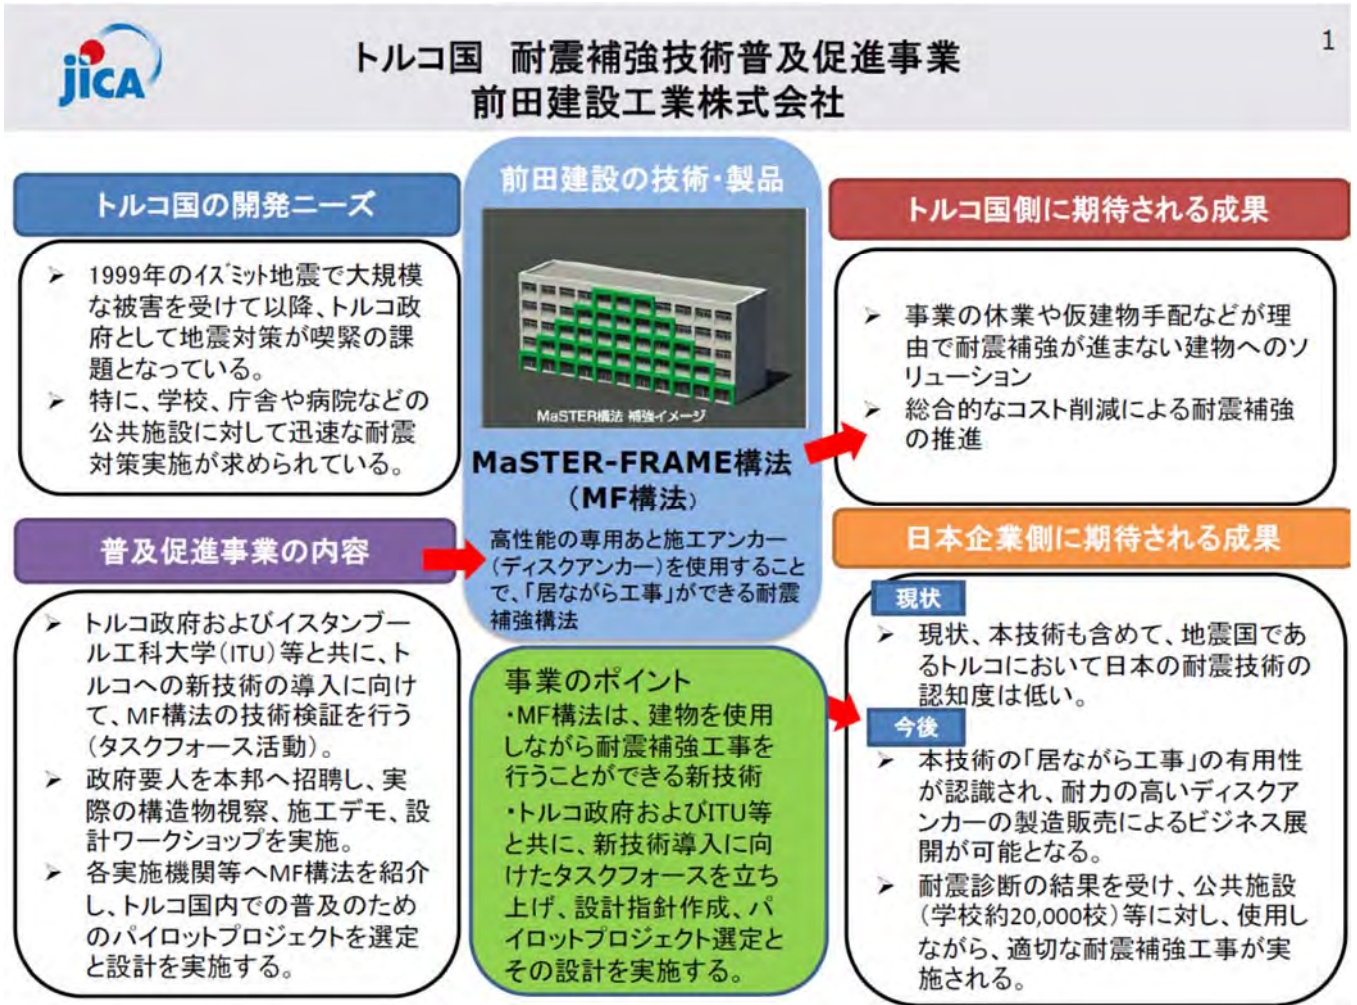 jICA
トルコ国 耐震補強技術普及促進事業
前田建設工業株式会社
1
トルコ国の開発ニーズ
➢ 1999年のイズミット地震で大規模
な被害を受けて以降、トルコ政
府として地震対策が喫緊の課
題となっている。
➢ 特に、学校、庁舎や病院などの
公共施設に対して迅速な耐震
対策実施が求められている。
普及促進事業の内容
➢ トルコ政府およびイスタンブー
ル工科大学(ITU)等と共に、ト
ルコへの新技術の導入に向け
て、MF構法の技術検証を行う
(タスクフォース活動)。
➢ 政府要人を本邦へ招聘し、実
際の構造物視察、施工デモ、設
計ワークショップを実施。
➢ 各実施機関等へMF構法を紹介
し、トルコ国内での普及のため
のパイロットプロジェクトを選定
と設計を実施する。
前田建設の技術・製品
MaSTER構法 補強イメージ
MaSTER-FRAME構法
(MF構法)
高性能の専用あと施工アンカー
(ディスクアンカー)を使用すること
で、「居ながら工事」ができる耐震
補強構法
事業のポイント
・MF構法は、建物を使用
しながら耐震補強工事を
行うことができる新技術
・トルコ政府およびITU等
と共に、新技術導入に向
けたタスクフォースを立ち
上げ、設計指針作成、パ
イロットプロジェクト選定と
その設計を実施する。
トルコ国側に期待される成果
➢ 事業の休業や仮建物手配などが理
由で耐震補強が進まない建物へのソ
リューション
➢ 総合的なコスト削減による耐震補強
の推進
日本企業側に期待される成果
現状
➢ 現状、本技術も含めて、地震国であ
るトルコにおいて日本の耐震技術の
認知度は低い。
今後
➢ 本技術の「居ながら工事」の有用性
が認識され、耐力の高いディスクア
ンカーの製造販売によるビジネス展
開が可能となる。
➢ 耐震診断の結果を受け、公共施設
(学校約20,000校)等に対し、使用し
ながら、適切な耐震補強工事が実
施される。